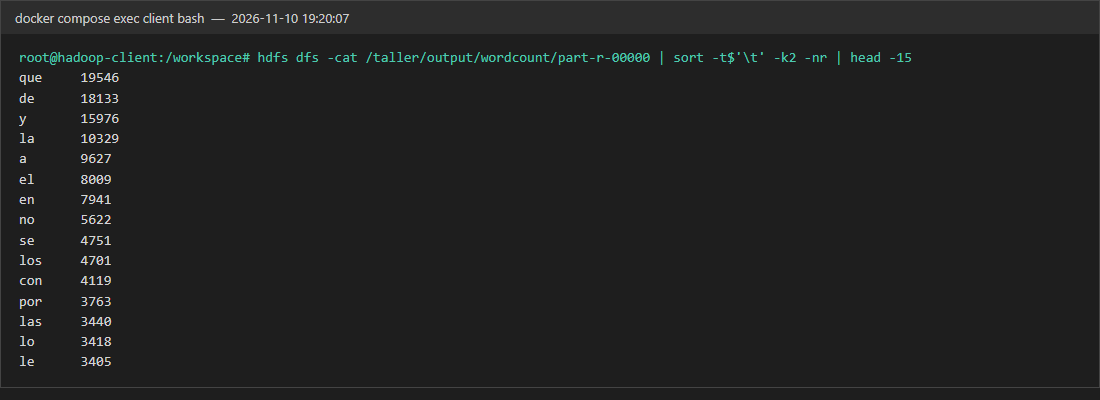 docker compose exec client bash — 2026-11-10 19:20:07
root@hadoop-client:/workspace# hdfs dfs -cat /taller/output/wordcount/part-r-00000 | sort -t$'\t' -k2 -nr | head -15
que 19546
de 18133
y 15976
la 10329
a 9627
el 8009
en 7941
no 5622
se 4751
los 4701
con 4119
por 3763
las 3440
lo 3418
le 3405